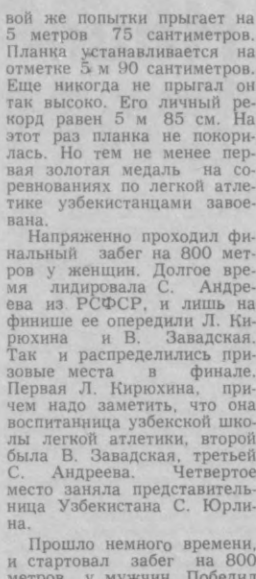 вой же попытки прыгает на
5 метров 75 сантиметров.
Планка устанавливается на
отметке 5 м 90 сантиметров.
Еще никогда не прыгал он
так высоко. Его личный ре-
корд равен 5 м 85 см. На
этот раз планка не покори-
лась. Но тем не менее пер-
вая золотая медаль на со-
ревнованиях по легкой атле-
тике узбекистанцами завое-
вана.
Напряженно проходил фи-
нальный забег на 800 мет-
ров у женщин. Долгое вре-
мя лидировала С. Андре-
ева из РСФСР, и лишь на
финише ее опередили Л. Ки-
рюхина и В. Завадская.
Так и распределились при-
зовые места в финале.
Первая Л. Кирюхина, при-
чем надо заметить, что она
воспитанница узбекской шко-
лы легкой атлетики, второй
была В. Завадская, третьей
С. Андреева. Четвертое
место заняла представитель-
ница Узбекистана С. Юрли-
на.
Прошло немного времени,
и стартовал забег на 800
метров у мужчин. Победил